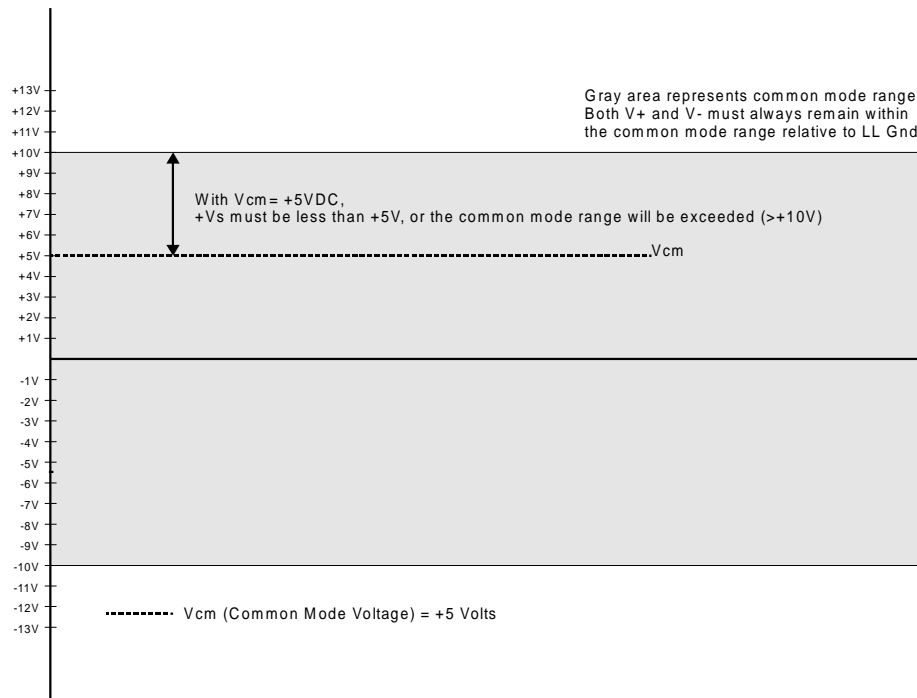 +13V
+12V
+11V
+10V
+9V
+8V
+7V
+6V
+5V
+4V
+3V
+2V
+1V
-1V
-2V
-3V
-4V
-5V
-6V
-7V
-8V
-9V
-10V
-11V
-12V
-13V
Gray area represents common mode range
Both V+ and V- must always remain within
the common mode range relative to LL Gnd
With Vcm= +5VDC,
+Vs must be less than +5V, or the common mode range will be exceeded (>+10V)
Vcm
Vcm (Common Mode Voltage) = +5 Volts